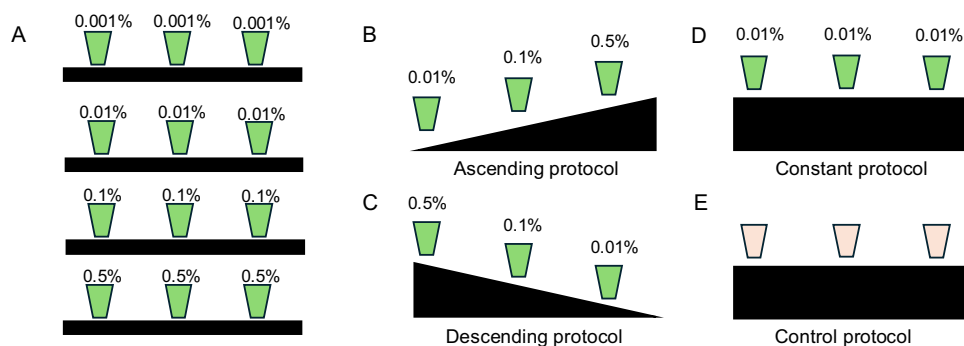 A
0.001% 0.001% 0.001%
0.01% 0.01% 0.01%
0.1% 0.1% 0.1%
0.5% 0.5% 0.5%
B
0.01% 0.1% 0.5%
Ascending protocol
C
0.5% 0.1% 0.01%
Descending protocol
D
0.01% 0.01% 0.01%
Constant protocol
E
Control protocol